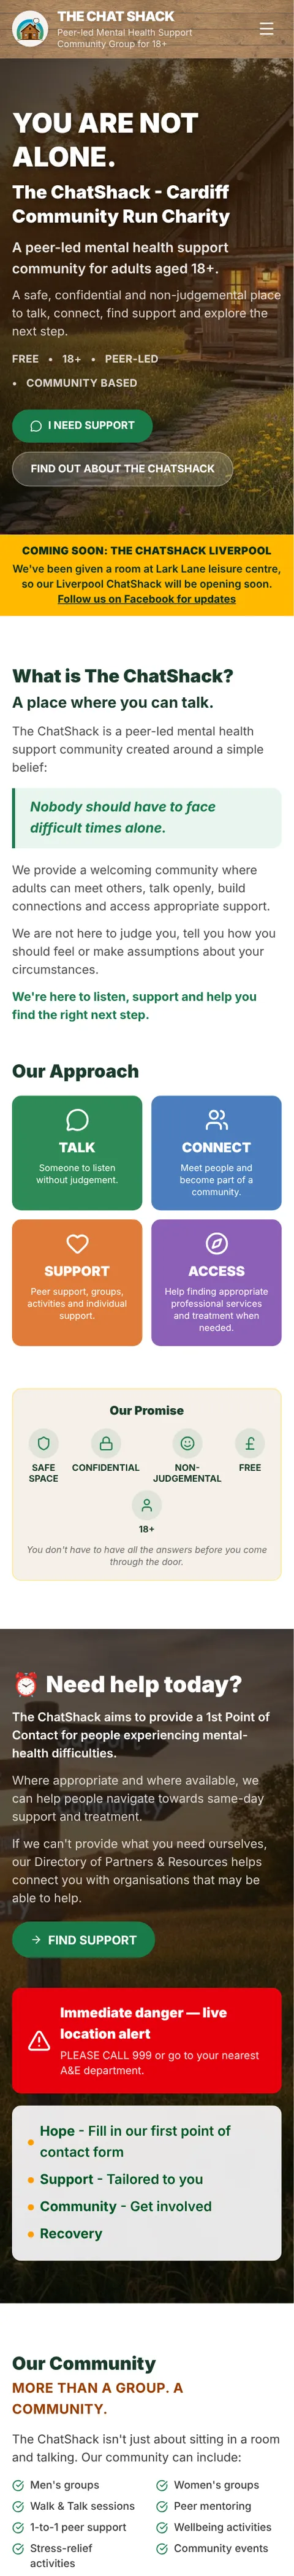 THE CHAT SHACK
Peer-led Mental Health Support
Community Group for 18+
YOU ARE NOT
ALONE.
The ChatShack - Cardiff
Community Run Charity
A peer-led mental health support
community for adults aged 18+.
A safe, confidential and non-judgemental place
to talk, connect, find support and explore the
next step.
FREE • 18+ • PEER-LED
• COMMUNITY BASED
I NEED SUPPORT
FIND OUT ABOUT THE CHATSHACK
COMING SOON: THE CHATSHACK LIVERPOOL
We've been given a room at Lark Lane leisure centre,
so our Liverpool ChatShack will be opening soon.
Follow us on Facebook for updates
What is The ChatShack?
A place where you can talk.
The ChatShack is a peer-led mental health
support community created around a simple
belief:
Nobody should have to face
difficult times alone.
We provide a welcoming community where
adults can meet others, talk openly, build
connections and access appropriate support.
We are not here to judge you, tell you how you
should feel or make assumptions about your
circumstances.
We're here to listen, support and help you
find the right next step.
Our Approach
TALK
Someone to listen
without judgement.
CONNECT
Meet people and
become part of a
community.
SUPPORT
Peer support, groups,
activities and individual
support.
ACCESS
Help finding appropriate
professional services
and treatment when
needed.
Our Promise
SAFE
SPACE
CONFIDENTIAL
NON-
JUDGEMENTAL
FREE
18+
You don't have to have all the answers before you come
through the door.
⏰ Need help today?
The ChatShack aims to provide a 1st Point of
Contact for people experiencing mental-
health difficulties.
Where appropriate and where available, we
can help people navigate towards same-day
support and treatment.
If we can't provide what you need ourselves,
our Directory of Partners & Resources helps
connect you with organisations that may be
able to help.
Support
Community
→ FIND SUPPORT
Immediate danger — live
location alert
PLEASE CALL 999 or go to your nearest
A&E department.
• Hope - Fill in our first point of
contact form
• Support - Tailored to you
• Community - Get involved
• Recovery
Our Community
MORE THAN A GROUP. A
COMMUNITY.
The ChatShack isn't just about sitting in a room
and talking. Our community can include:
Men's groups
Women's groups
Walk & Talk sessions
Peer mentoring
1-to-1 peer support
Wellbeing activities
Stress-relief
activities
Community events